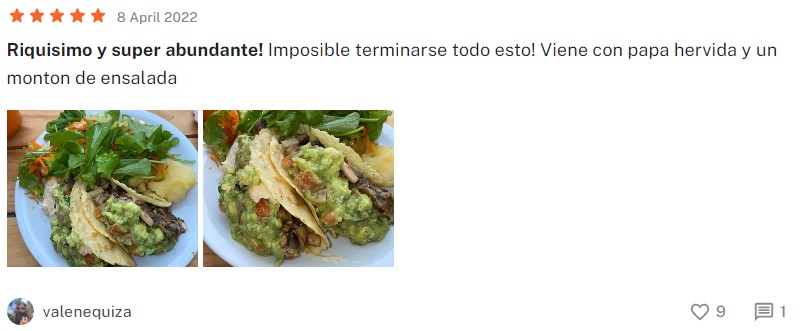 8 April 2022
Riquisimo y super abundante! Imposible terminarse todo esto! Viene con papa hervida y un
monton de ensalada
valenequiza
9
1